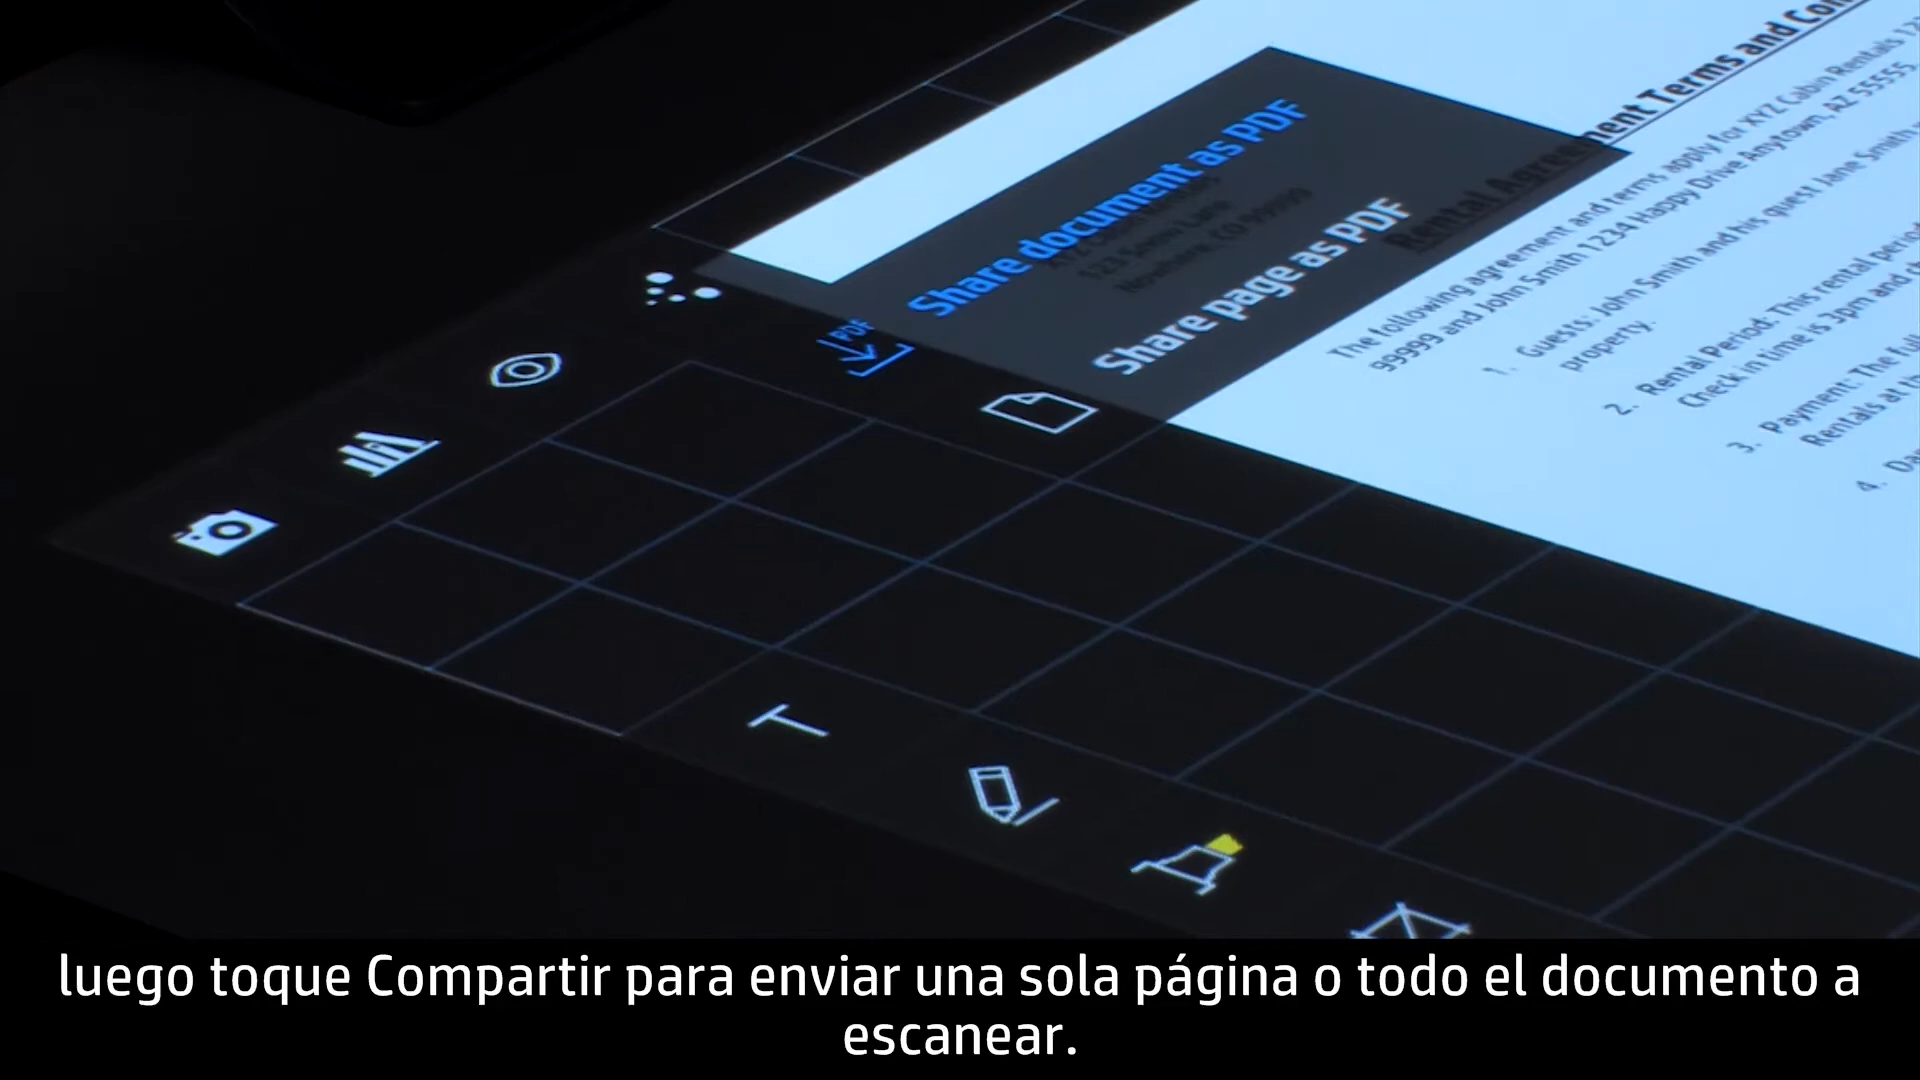 Share document as PDF
Share page as PDF
PDF
Rental Agreement Terms and Con
The following agreement and terms apply for XYZ Cabin Rentals
99999 and John Smith 1234 Happy Drive Anytown, AZ 55555.
1. Guests: John Smith and his guest Jane Smith
property.
2. Rental Period: This rental period
Check in time is 3pm and
3. Payment: The full
Rentals at
4.
T
luego toque Compartir para enviar una sola página o todo el documento a
escanear.